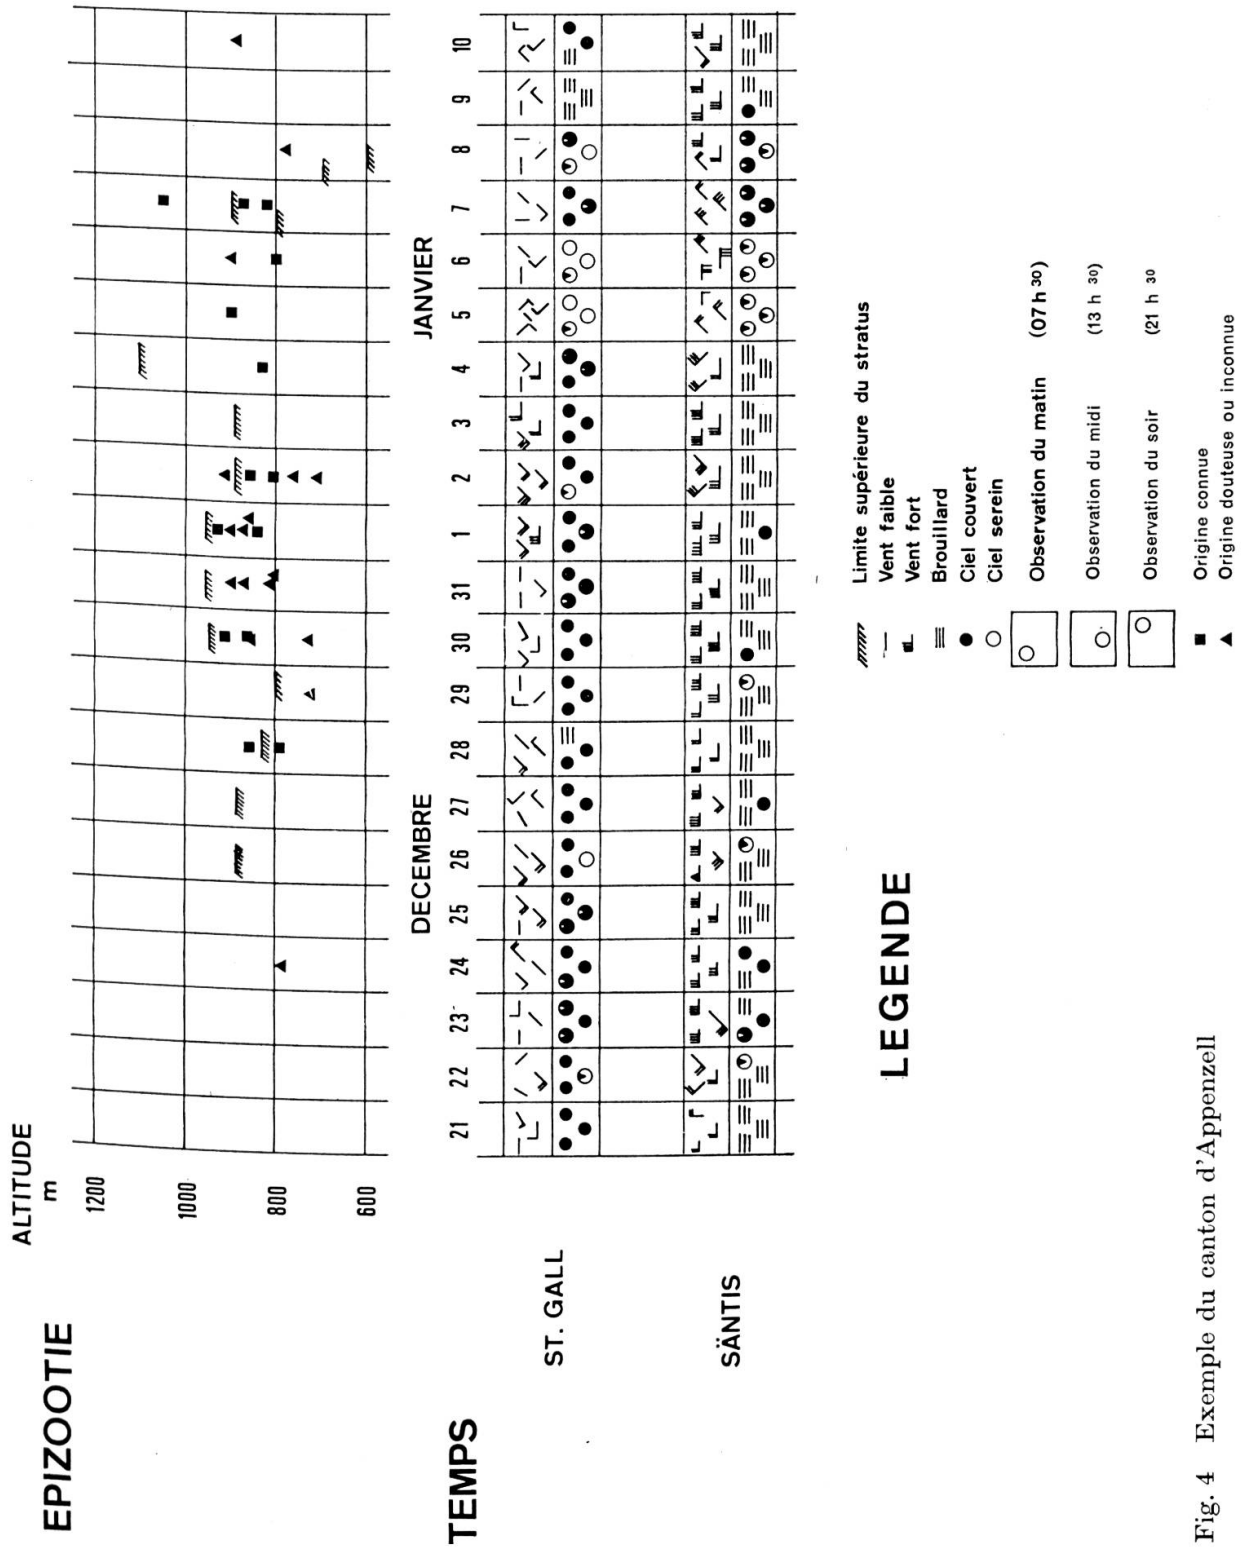 EPIZOOTIE
ALTITUDE
m
1200
1000
800
600
DECEMBRE JANVIER
21 22 23 24 25 26 27 28 29 30 31 1 2 3 4 5 6 7 8 9 10
TEMPS
ST. GALL
SÄNTIS
LEGENDE
Limite supérieure du stratus
Vent faible
Vent fort
Brouillard
Ciel couvert
Ciel serein
Observation du matin (07 h 30)
Observation du midi (13 h 30)
Observation du soir (21 h 30
Origine connue
Origine douteuse ou inconnue
Fig. 4 Exemple du canton d'Appenzell